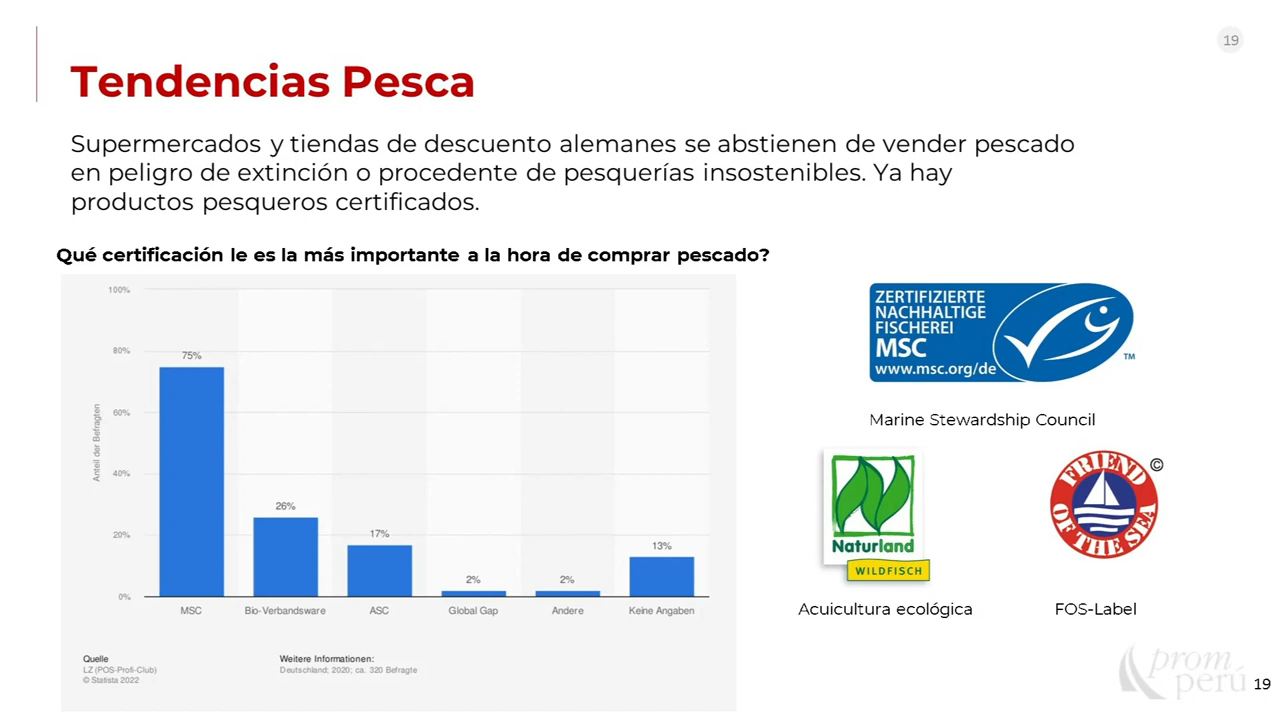 19
Tendencias Pesca
Supermercados y tiendas de descuento alemanes se abstienen de vender pescado
en peligro de extinción o procedente de pesquerías insostenibles. Ya hay
productos pesqueros certificados.
Qué certificación le es la más importante a la hora de comprar pescado?
100%
80%
60%
40%
20%
0%
Anteil der Befragten
75%
26%
17%
2%
2%
13%
MSC
Bio-Verbandsware
ASC
Global Gap
Andere
Keine Angaben
Quelle
LZ (POS-Profi-Club)
© Statista 2022
Weitere Informationen:
Deutschland; 2020; ca. 320 Befragte
ZERTIFIZIERTE
NACHHALTIGE
FISCHEREI
MSC
www.msc.org/de
TM
Marine Stewardship Council
Naturland
WILDFISCH
Acuicultura ecológica
FRIEND
OF THE SEA
©
FOS-Label
prom
perú
19